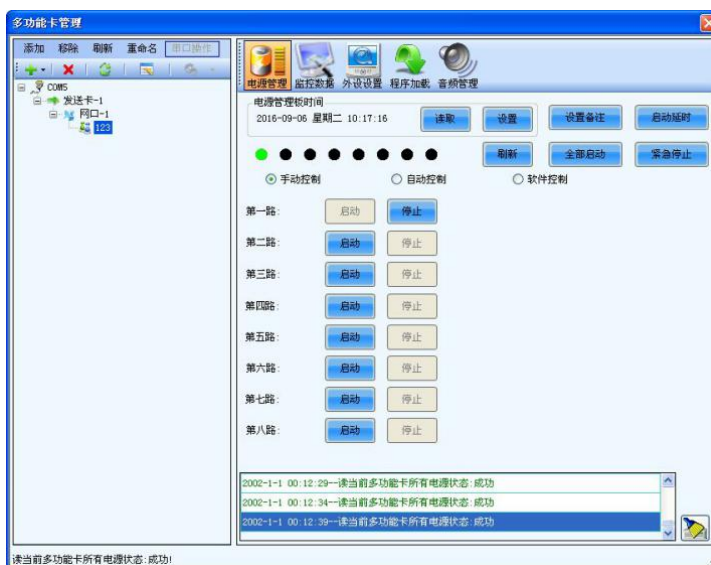 多功能卡管理
添加 移除 刷新 重命名 串口操作
COM5
发送卡-1
网口-1
123
电源管理 监控数据 外设设置 程序加载 音频管理
电源管理板时间
2016-09-06 星期二 10:17:16 读取 设置 设置备注 启动延时
刷新 全部启动 紧急停止
手动控制 自动控制 软件控制
第一路: 启动 停止
第二路: 启动 停止
第三路: 启动 停止
第四路: 启动 停止
第五路: 启动 停止
第六路: 启动 停止
第七路: 启动 停止
第八路: 启动 停止
2002-1-1 00:12:29--读当前多功能卡所有电源状态:成功
2002-1-1 00:12:34--读当前多功能卡所有电源状态:成功
2002-1-1 00:12:39--读当前多功能卡所有电源状态:成功
读当前多功能卡所有电源状态:成功!